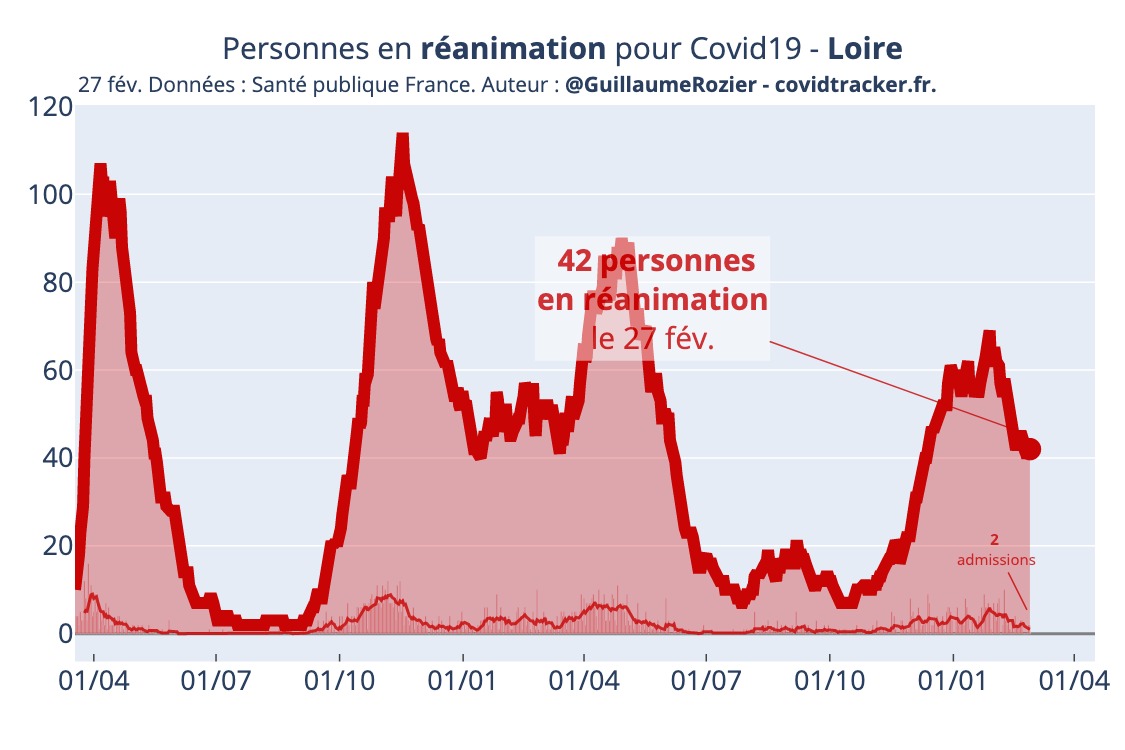 Personnes en réanimation pour Covid19 - Loire
27 fév. Données : Santé publique France. Auteur : @GuillaumeRozier - covidtracker.fr.
120
100
80
60
40
20
0
42 personnes
en réanimation
le 27 fév.
2
admissions
01/04 01/07 01/10 01/01 01/04 01/07 01/10 01/01 01/04